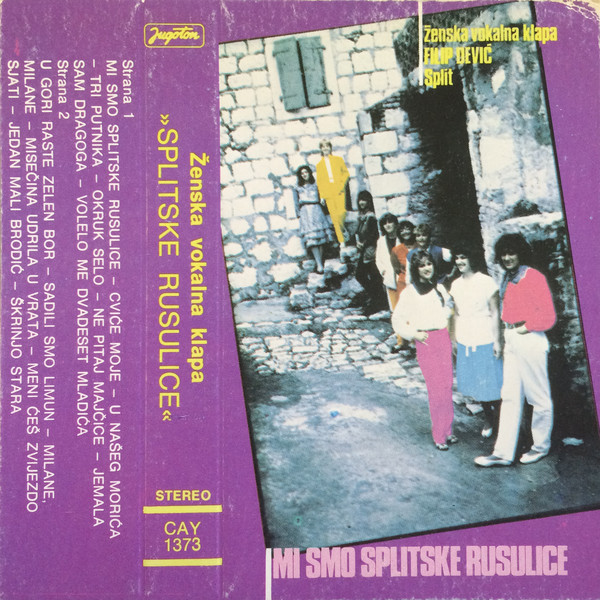 Strana 1
MI SMO SPLITSKE RUSULICE – CVIĆE MOJE – U NAŠEG MORIĆA
– TRI PUTNIKA – OKRUK SELO – NE PITAJ MAJČICE – JEMALA
SAM DRAGOGA – VOLELO ME DVADESET MLADIĆA
Strana 2
U GORI RASTE ZELEN BOR – SADILI SMO LIMUN – MILANE,
MILANE – MISEČINA UDRILA U VRATA – MENI ĆEŠ ZVIJEZDO
SJATI – JEDAN MALI BRODIĆ – ŠKRINJO STARA
Jugoton
Ženska vokalna klapa
»SPLITSKE RUSULICE«
STEREO
CAY
1373
ženska vokalna klapa
FILIP DEVIĆ
Split
MI SMO SPLITSKE RUSULICE